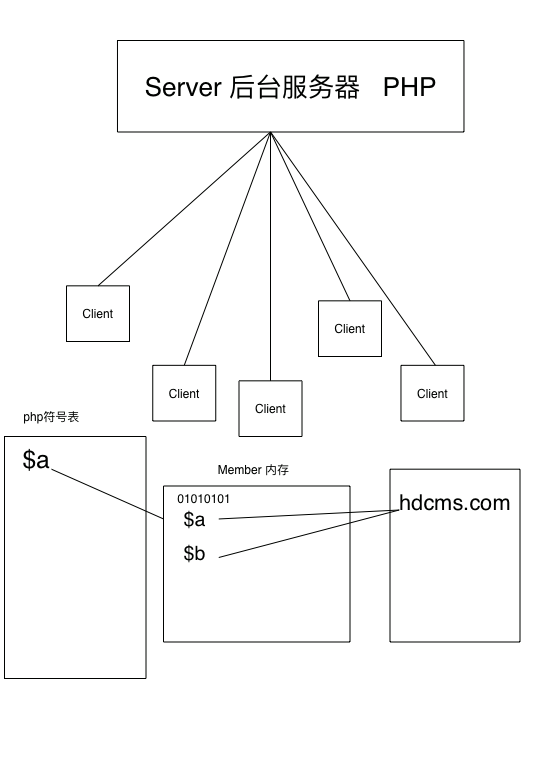 Server 后台服务器 PHP
Client
Client
Client
Client
Client
php符号表
$a
Member 内存
01010101
$a
$b
hdcms.com